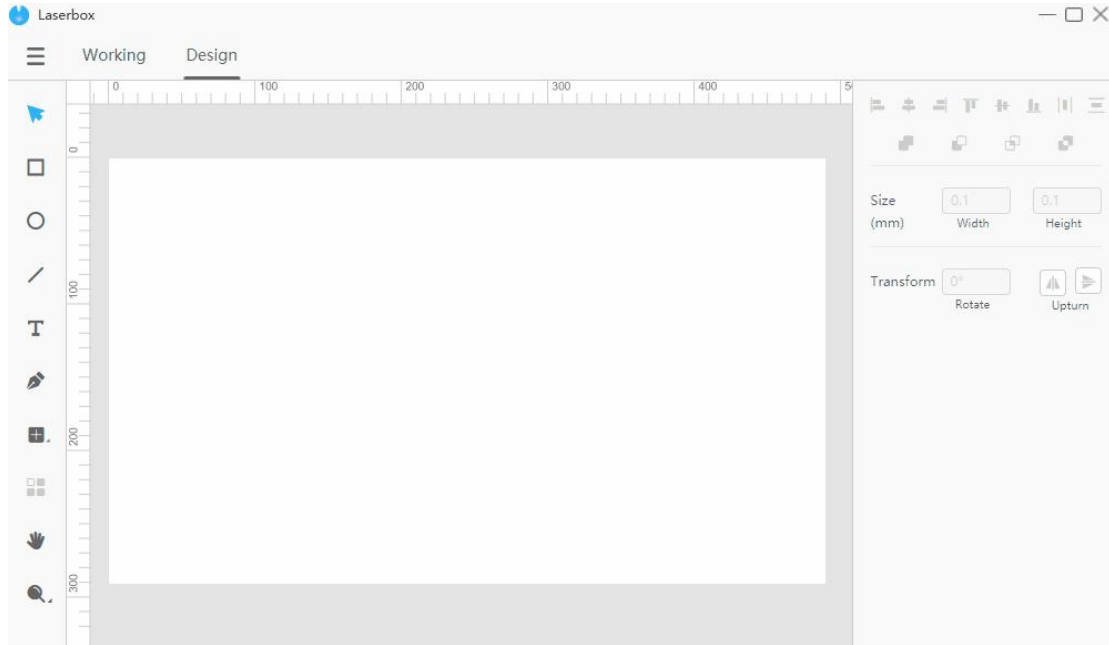 Laserbox
Working Design
0 100 200 300 400 5
0
100
200
300
T
Size
(mm)
0.1 0.1
Width Height
Transform 0°
Rotate Upturn